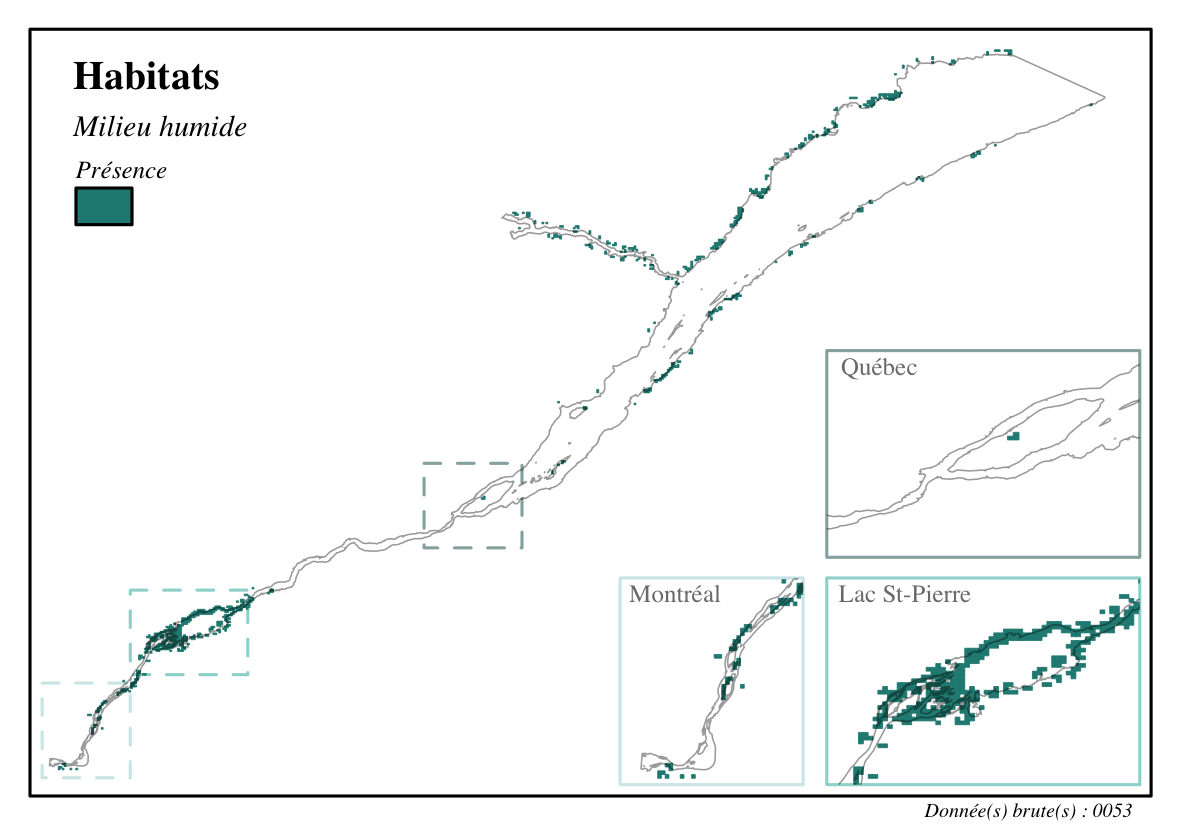 Habitats
Milieu humide
Présence
Québec
Montréal
Lac St-Pierre
Donnée(s) brute(s) : 0053